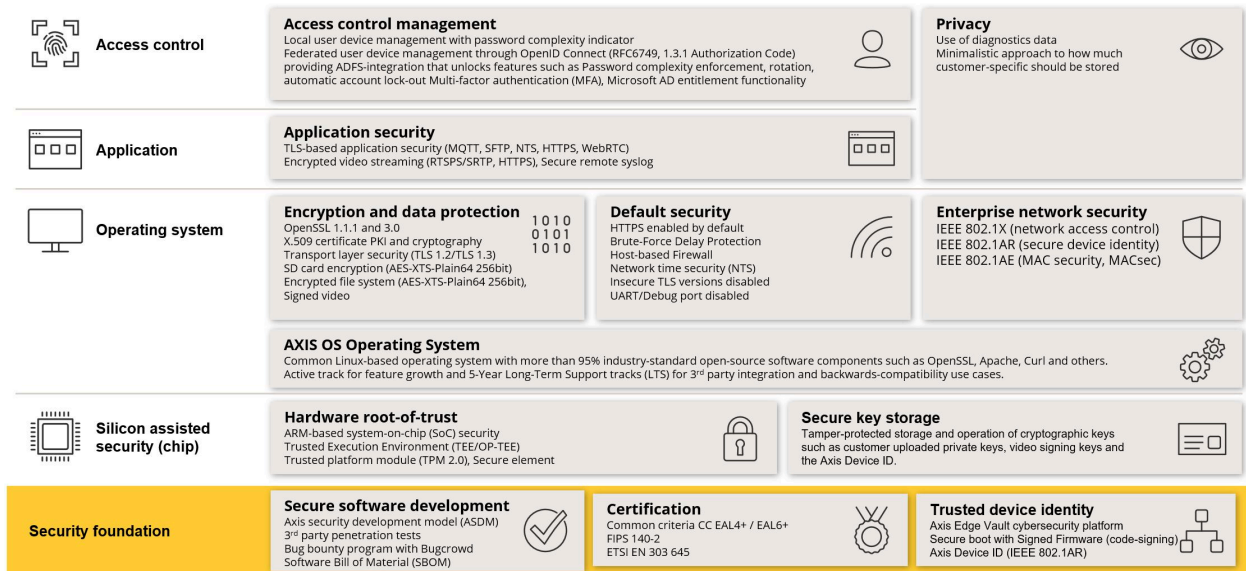 Access control
Access control management
Local user device management with password complexity indicator
Federated user device management through OpenID Connect (RFC6749, 1.3.1 Authorization Code)
providing ADFS-integration that unlocks features such as Password complexity enforcement, rotation,
automatic account lock-out Multi-factor authentication (MFA), Microsoft AD entitlement functionality
Privacy
Use of diagnostics data
Minimalistic approach to how much
customer-specific should be stored
Application
Application security
TLS-based application security (MQTT, SFTP, NTS, HTTPS, WebRTC)
Encrypted video streaming (RTSPS/SRTP, HTTPS), Secure remote syslog
Operating system
Encryption and data protection
OpenSSL 1.1.1 and 3.0
X.509 certificate PKI and cryptography
Transport layer security (TLS 1.2/TLS 1.3)
SD card encryption (AES-XTS-Plain64 256bit)
Encrypted file system (AES-XTS-Plain64 256bit),
Signed video
1010
0101
1010
Default security
HTTPS enabled by default
Brute-Force Delay Protection
Host-based Firewall
Network time security (NTS)
Insecure TLS versions disabled
UART/Debug port disabled
Enterprise network security
IEEE 802.1X (network access control)
IEEE 802.1AR (secure device identity)
IEEE 802.1AE (MAC security, MACsec)
AXIS OS Operating System
Common Linux-based operating system with more than 95% industry-standard open-source software components such as OpenSSL, Apache, Curl and others.
Active track for feature growth and 5-Year Long-Term Support tracks (LTS) for 3rd party integration and backwards-compatibility use cases.
Silicon assisted
security (chip)
Hardware root-of-trust
ARM-based system-on-chip (SoC) security
Trusted Execution Environment (TEE/OP-TEE)
Trusted platform module (TPM 2.0), Secure element
Secure key storage
Tamper-protected storage and operation of cryptographic keys
such as customer uploaded private keys, video signing keys and
the Axis Device ID.
Security foundation
Secure software development
Axis security development model (ASDM)
3rd party penetration tests
Bug bounty program with Bugcrowd
Software Bill of Material (SBOM)
Certification
Common criteria CC EAL4+ / EAL6+
FIPS 140-2
ETSI EN 303 645
Trusted device identity
Axis Edge Vault cybersecurity platform
Secure boot with Signed Firmware (code-signing)
Axis Device ID (IEEE 802.1AR)